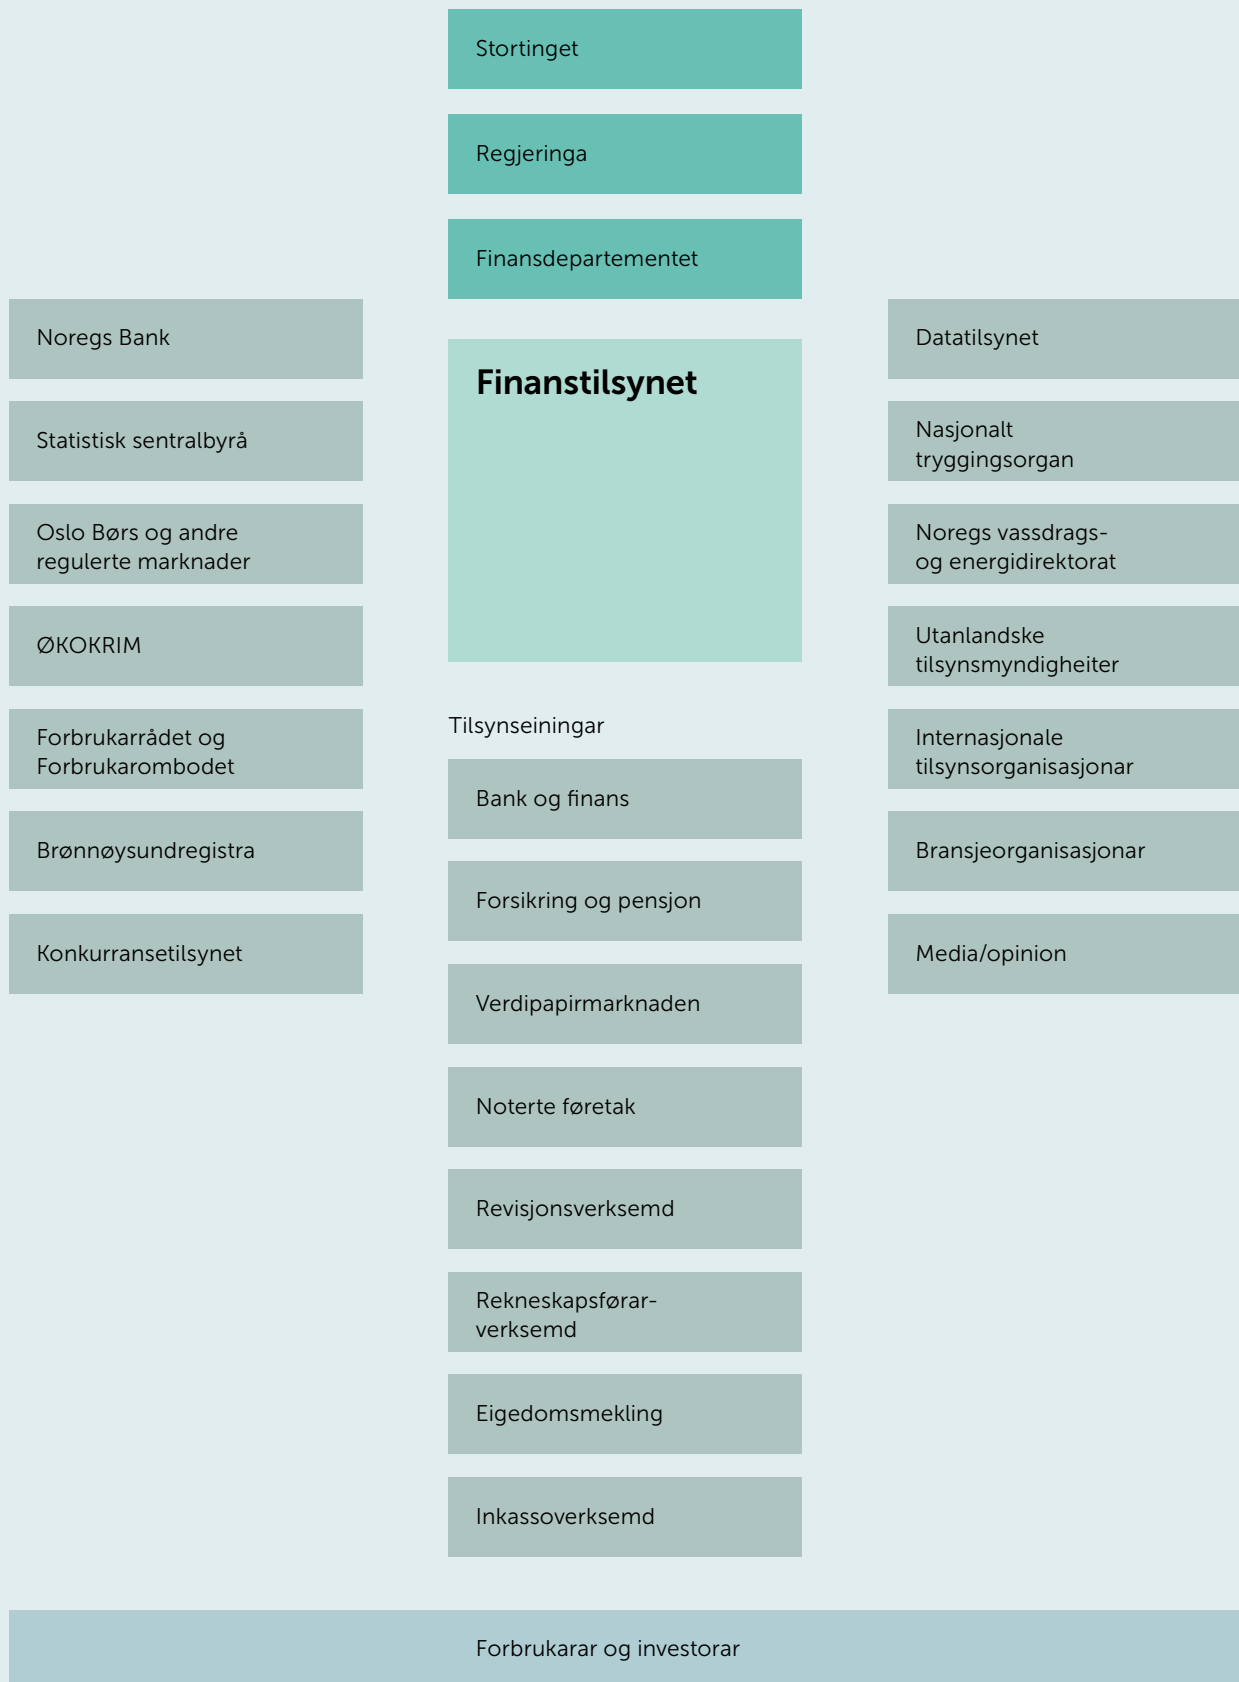 Stortinget
Regjeringa
Finansdepartementet
Noregs Bank
Statistisk sentralbyrå
Oslo Børs og andre
regulerte marknader
ØKOKRIM
Forbrukarrådet og
Forbrukarombodet
Brønnøysundregistra
Konkurransetilsynet
Finanstilsynet
Tilsynseiningar
Bank og finans
Forsikring og pensjon
Verdipapirmarknaden
Noterte føretak
Revisjonsverksemd
Rekneskapsførar-
verksemd
Eigedomsmekling
Inkassoverksemd
Datatilsynet
Nasjonalt
tryggingsorgan
Noregs vassdrags-
og energidirektorat
Utanlandske
tilsynsmyndigheiter
Internasjonale
tilsynsorganisasjonar
Bransjeorganisasjonar
Media/opinion
Forbrukarar og investorar